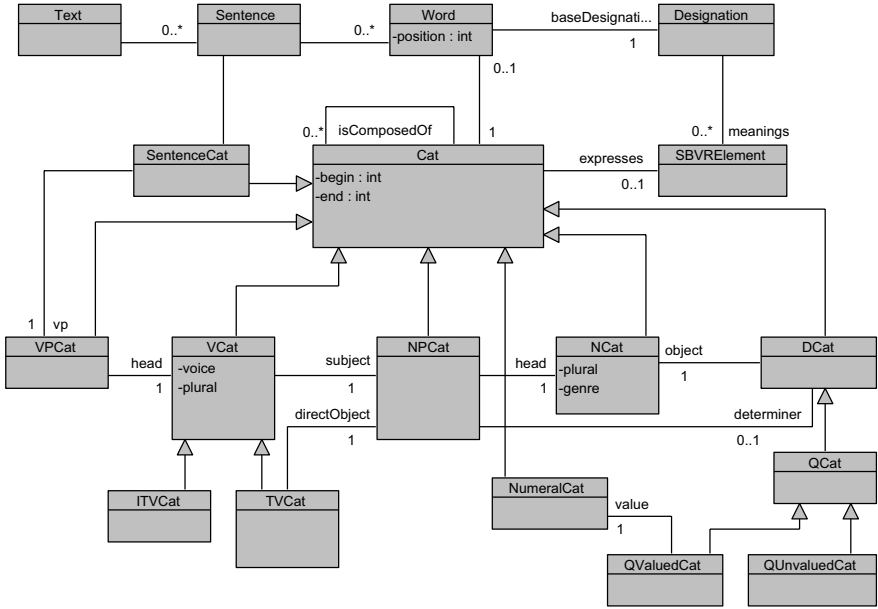 Text
Sentence
Word
-position : int
Designation
0..*
0..*
baseDesignati...
1
0..1
0..*
isComposedOf
1
0..*
meanings
SentenceCat
Cat
-begin : int
-end : int
expresses
0..1
SBVRElement
1
vp
VPCat
head
1
VCat
-voice
-plural
subject
1
NPCat
head
1
NCat
-plural
-genre
object
1
DCat
directObject
1
determiner
0..1
ITVCat
TVCat
NumeralCat
value
1
QCat
QValuedCat
QUnvaluedCat